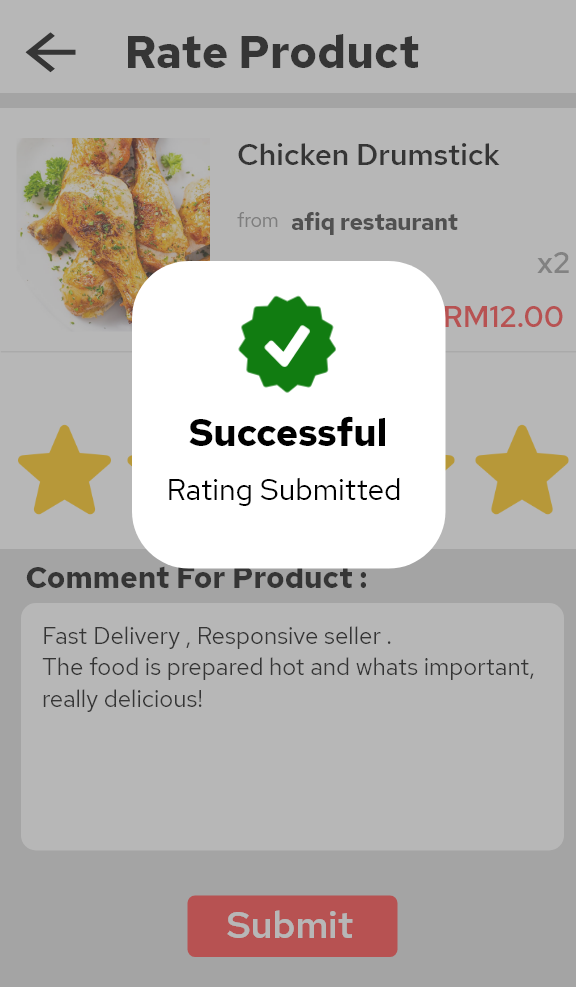 Rate Product
Chicken Drumstick
from afiq restaurant
x2
RM12.00
Successful
Rating Submitted
Comment For Product :
Fast Delivery , Responsive seller .
The food is prepared hot and whats important,
really delicious!
Submit